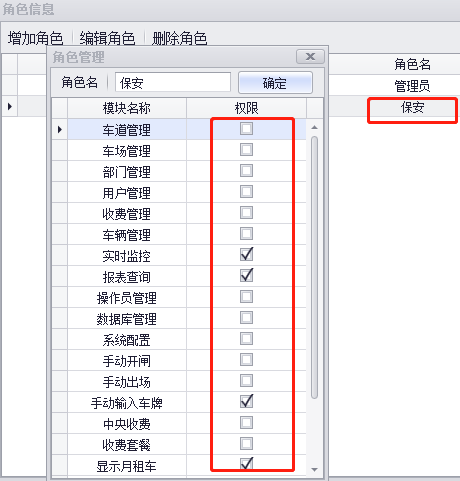 角色信息
增加角色 编辑角色 删除角色
角色管理
角色名 保安 确定
角色名
管理员
保安
模块名称 权限
车道管理
车场管理
部门管理
用户管理
收费管理
车辆管理
实时监控
报表查询
操作员管理
数据库管理
系统配置
手动开闸
手动出场
手动输入车牌
中央收费
收费套餐
显示月租车